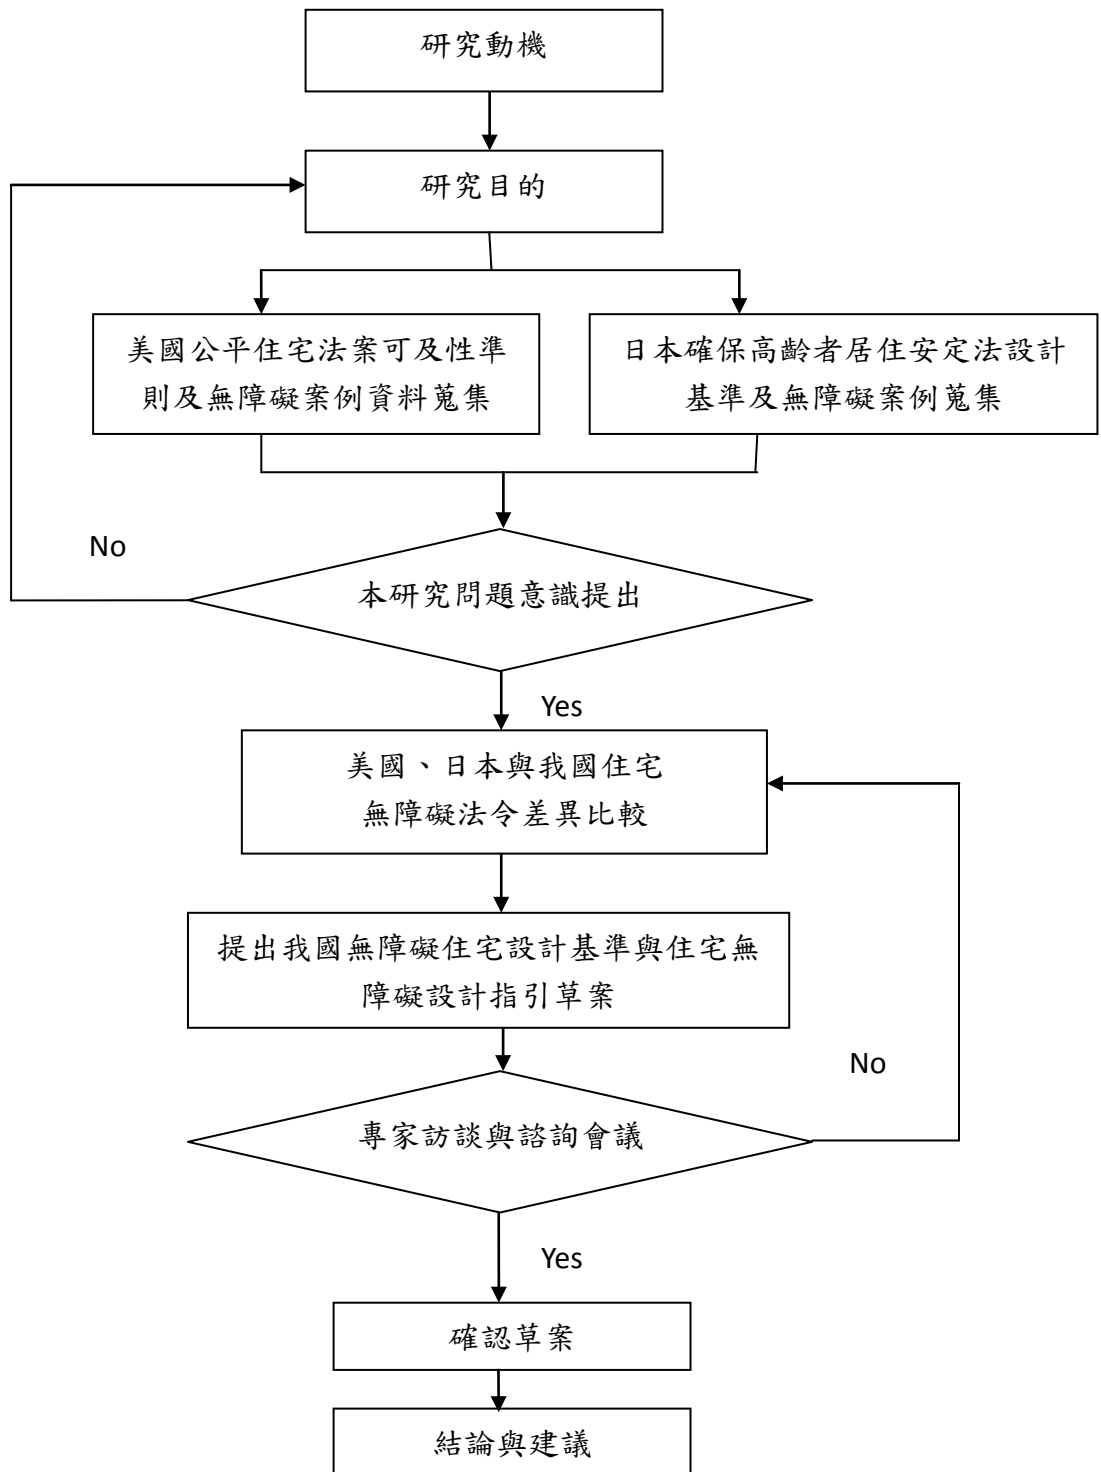 研究動機
研究目的
美國公平住宅法案可及性準
則及無障礙案例資料蒐集
日本確保高齡者居住安定法設計
基準及無障礙案例蒐集
No
本研究問題意識提出
Yes
美國、日本與我國住宅
無障礙法令差異比較
提出我國無障礙住宅設計基準與住宅無
障礙設計指引草案
No
專家訪談與諮詢會議
Yes
確認草案
結論與建議